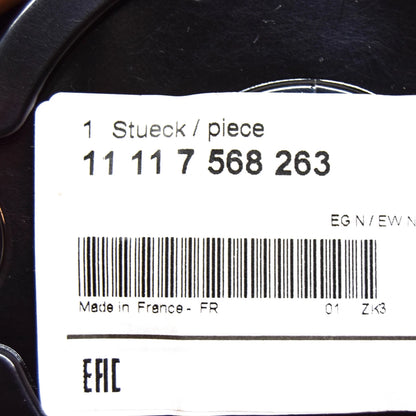 1 Stueck / piece
11 11 7 568 263
EG N / EW N
Made in France - FR 01 ZK3
EAC